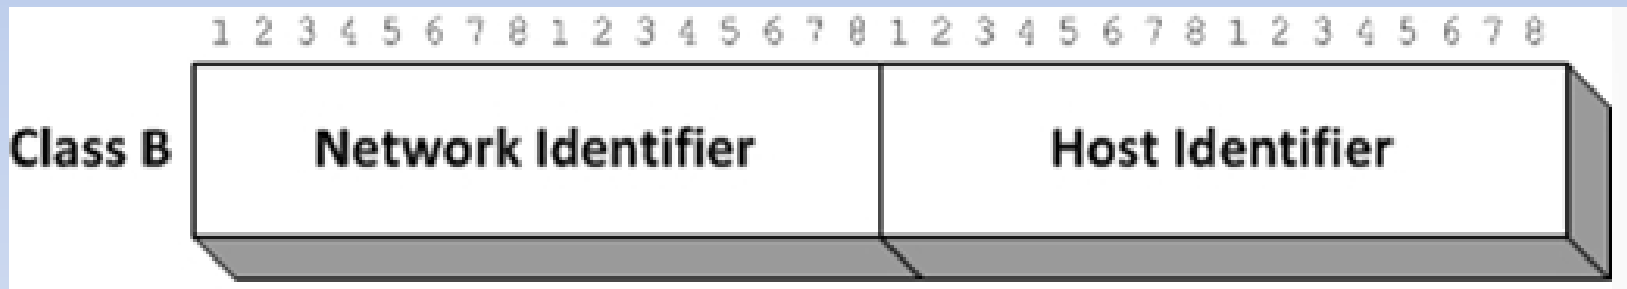 1 2 3 4 5 6 7 8 1 2 3 4 5 6 7 8 1 2 3 4 5 6 7 8 1 2 3 4 5 6 7 8
Class B Network Identifier Host Identifier